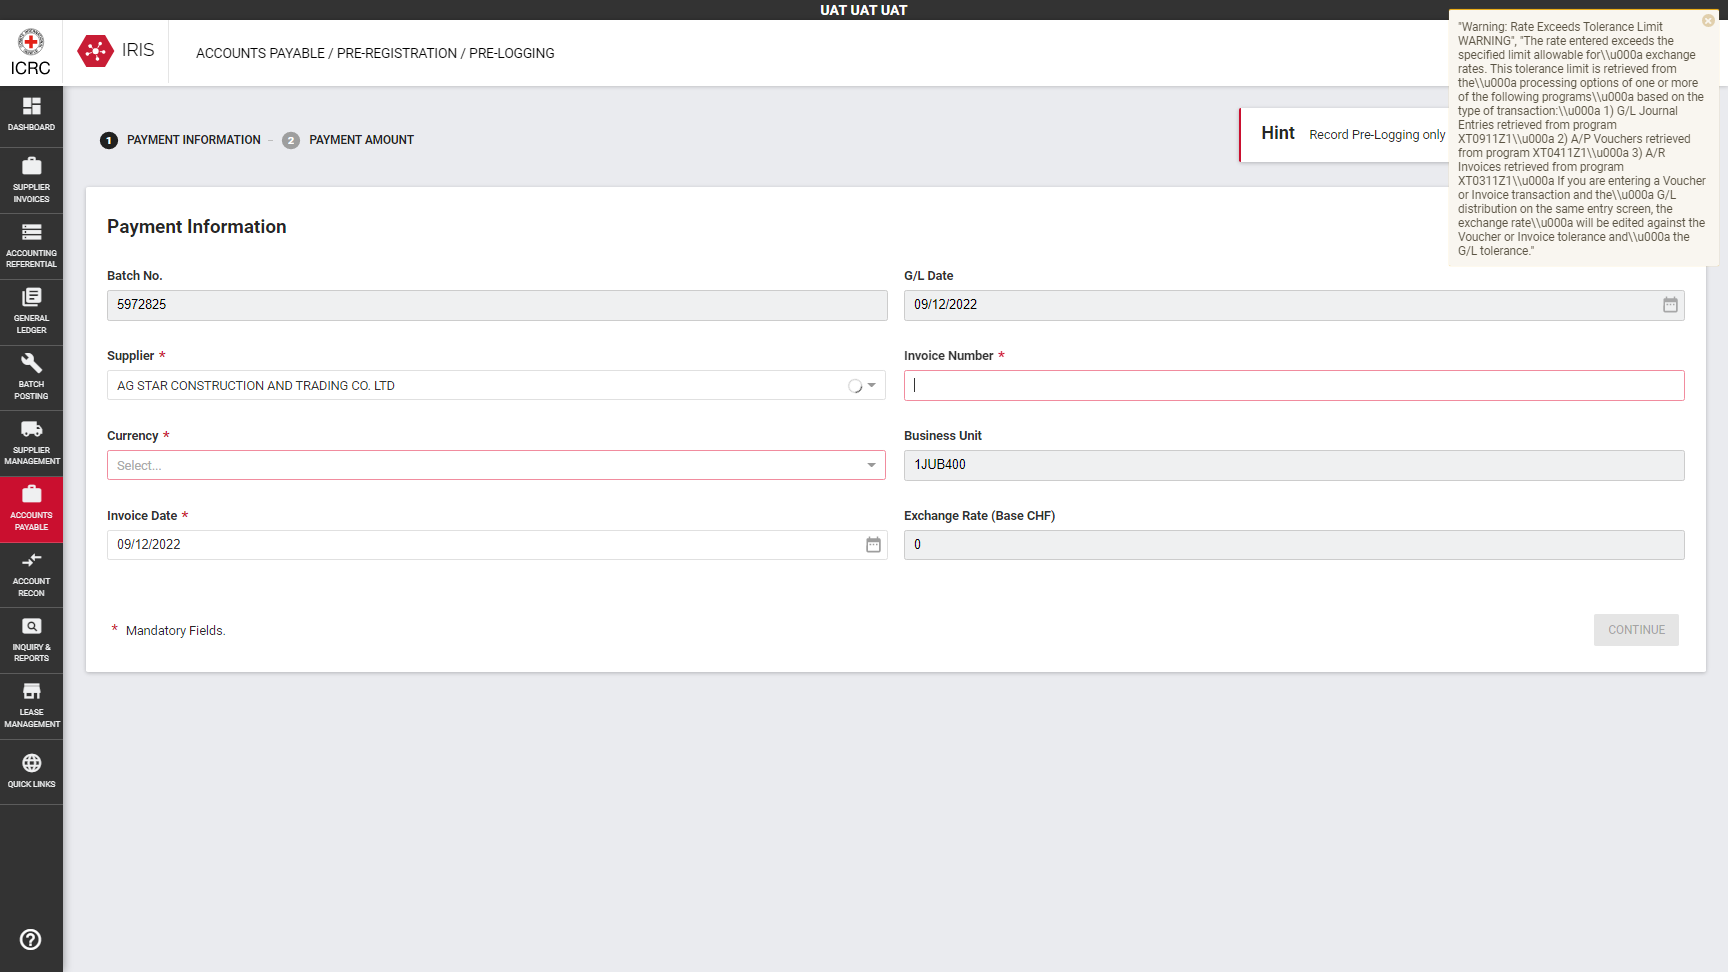 UAT UAT UAT
ICRC
IRIS
ACCOUNTS PAYABLE / PRE-REGISTRATION / PRE-LOGGING
"Warning: Rate Exceeds Tolerance Limit
WARNING", "The rate entered exceeds the
specified limit allowable for\\u000a exchange
rates. This tolerance limit is retrieved from
the\\u000a processing options of one or more
of the following programs\\u000a based on the
type of transaction:\\u000a 1) G/L Journal
Entries retrieved from program
XT0911Z1\\u000a 2) A/P Vouchers retrieved
from program XT0411Z1\\u000a 3) A/R
Invoices retrieved from program
XT0311Z1\\u000a If you are entering a Voucher
or Invoice transaction and the\\u000a G/L
distribution on the same entry screen, the
exchange rate\\u000a will be edited against the
Voucher or Invoice tolerance and\\u000a the
G/L tolerance."
DASHBOARD
SUPPLIER
INVOICES
ACCOUNTING
REFERENTIAL
GENERAL
LEDGER
BATCH
POSTING
SUPPLIER
MANAGEMENT
ACCOUNTS
PAYABLE
ACCOUNT
RECON
INQUIRY &
REPORTS
LEASE
MANAGEMENT
QUICK LINKS
1 PAYMENT INFORMATION – 2 PAYMENT AMOUNT
Hint Record Pre-Logging only
Payment Information
Batch No.
5972825
G/L Date
09/12/2022
Supplier *
AG STAR CONSTRUCTION AND TRADING CO. LTD
Invoice Number *
Currency *
Select...
Business Unit
1JUB400
Invoice Date *
09/12/2022
Exchange Rate (Base CHF)
0
* Mandatory Fields.
CONTINUE